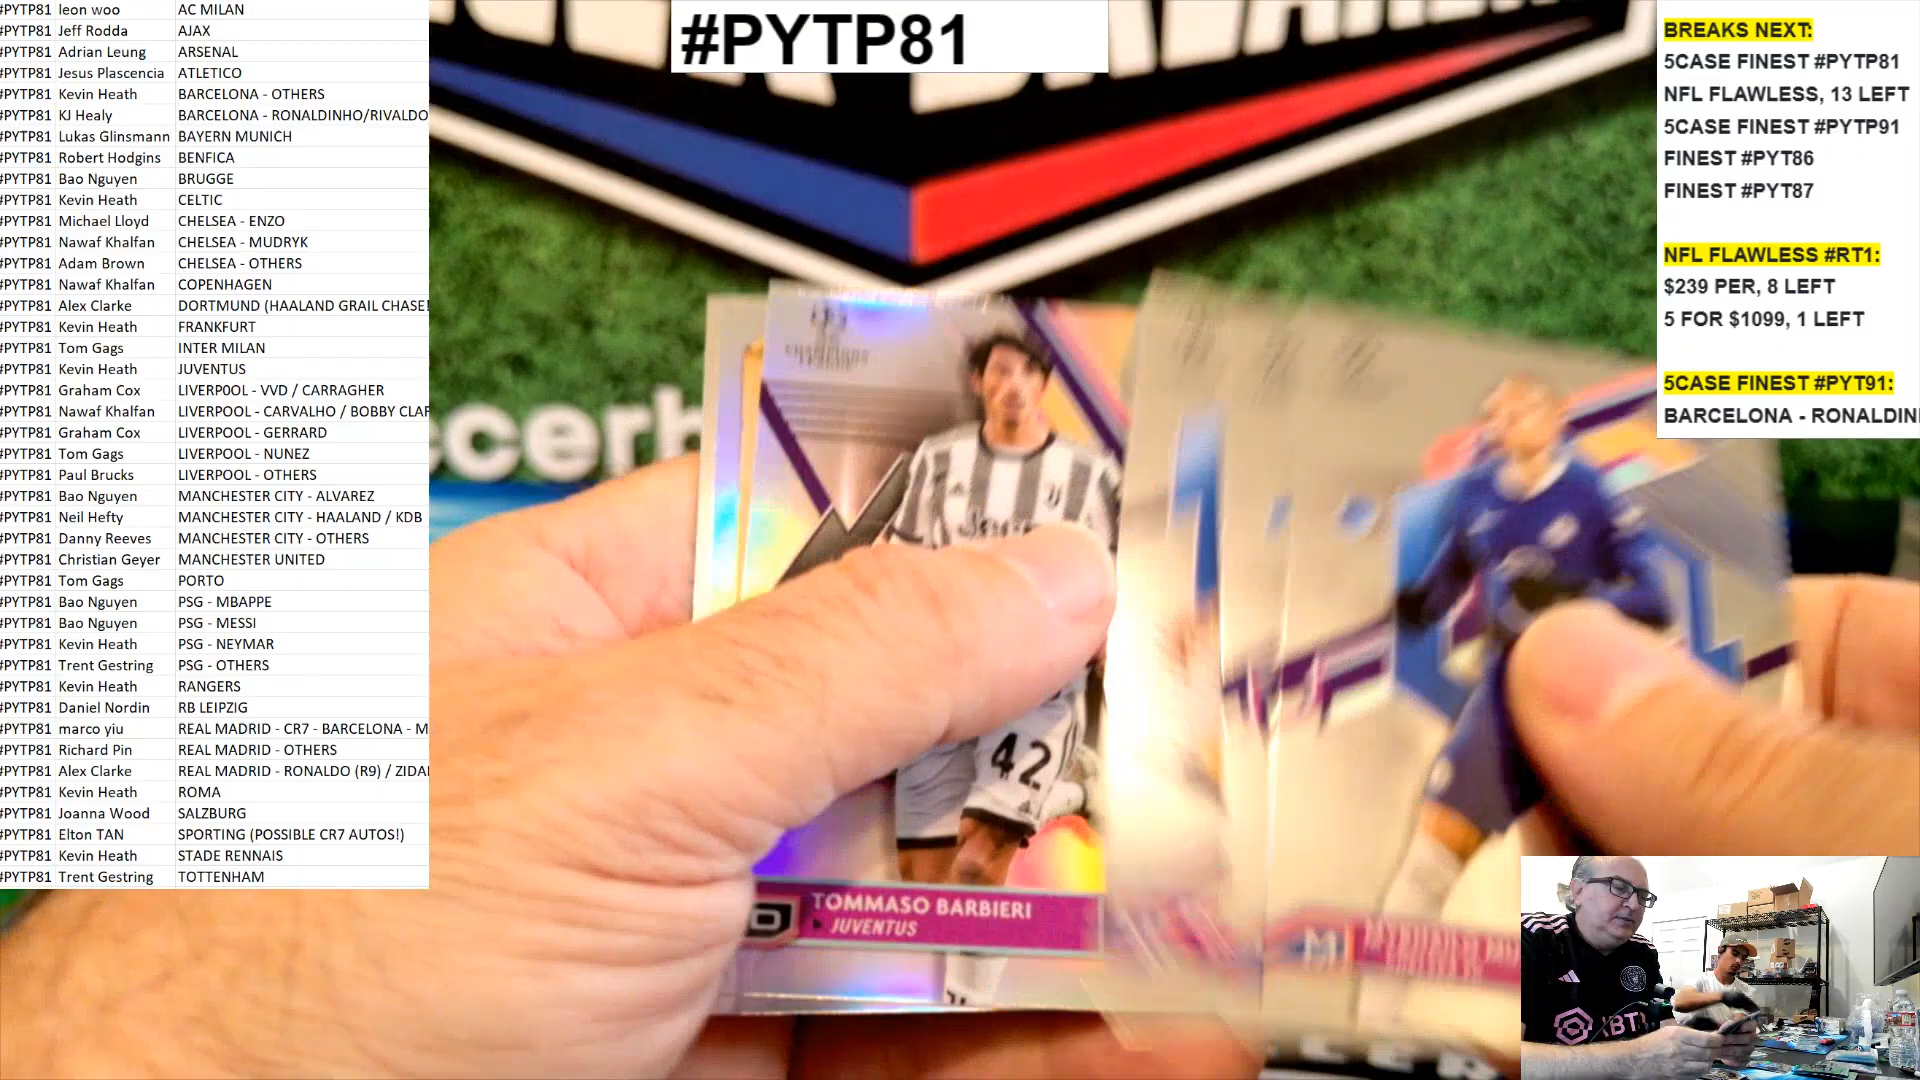 #PYTP81 leon woo AC MILAN
#PYTP81 Jeff Rodda AJAX
#PYTP81 Adrian Leung ARSENAL
#PYTP81 Jesus Plascencia ATLETICO
#PYTP81 Kevin Heath BARCELONA - OTHERS
#PYTP81 KJ Healy BARCELONA - RONALDINHO/RIVALDO
#PYTP81 Lukas Glinsmann BAYERN MUNICH
#PYTP81 Robert Hodgins BENFICA
#PYTP81 Bao Nguyen BRUGGE
#PYTP81 Kevin Heath CELTIC
#PYTP81 Michael Lloyd CHELSEA - ENZO
#PYTP81 Nawaf Khalfan CHELSEA - MUDRYK
#PYTP81 Adam Brown CHELSEA - OTHERS
#PYTP81 Nawaf Khalfan COPENHAGEN
#PYTP81 Alex Clarke DORTMUND (HAALAND GRAIL CHASE!
#PYTP81 Kevin Heath FRANKFURT
#PYTP81 Tom Gags INTER MILAN
#PYTP81 Kevin Heath JUVENTUS
#PYTP81 Graham Cox LIVERPOOL - VVD / CARRAGHER
#PYTP81 Nawaf Khalfan LIVERPOOL - CARVALHO / BOBBY CLAR
#PYTP81 Graham Cox LIVERPOOL - GERRARD
#PYTP81 Tom Gags LIVERPOOL - NUNEZ
#PYTP81 Paul Brucks LIVERPOOL - OTHERS
#PYTP81 Bao Nguyen MANCHESTER CITY - ALVAREZ
#PYTP81 Neil Hefty MANCHESTER CITY - HAALAND / KDB
#PYTP81 Danny Reeves MANCHESTER CITY - OTHERS
#PYTP81 Christian Geyer MANCHESTER UNITED
#PYTP81 Tom Gags PORTO
#PYTP81 Bao Nguyen PSG - MBAPPE
#PYTP81 Bao Nguyen PSG - MESSI
#PYTP81 Kevin Heath PSG - NEYMAR
#PYTP81 Trent Gestring PSG - OTHERS
#PYTP81 Kevin Heath RANGERS
#PYTP81 Daniel Nordin RB LEIPZIG
#PYTP81 marco yiu REAL MADRID - CR7 - BARCELONA - M
#PYTP81 Richard Pin REAL MADRID - OTHERS
#PYTP81 Alex Clarke REAL MADRID - RONALDO (R9) / ZIDA
#PYTP81 Kevin Heath ROMA
#PYTP81 Joanna Wood SALZBURG
#PYTP81 Elton TAN SPORTING (POSSIBLE CR7 AUTOS!)
#PYTP81 Kevin Heath STADE RENNAIS
#PYTP81 Trent Gestring TOTTENHAM
#PYTP81
BREAKS NEXT:
5CASE FINEST #PYTP81
NFL FLAWLESS, 13 LEFT
5CASE FINEST #PYTP91
FINEST #PYT86
FINEST #PYT87
NFL FLAWLESS #RT1:
$239 PER, 8 LEFT
5 FOR $1099, 1 LEFT
5CASE FINEST #PYT91:
BARCELONA - RONALDINI
CHAMPIONS
LEAGUE
Jeep
42
TOMMASO BARBIERI
JUVENTUS